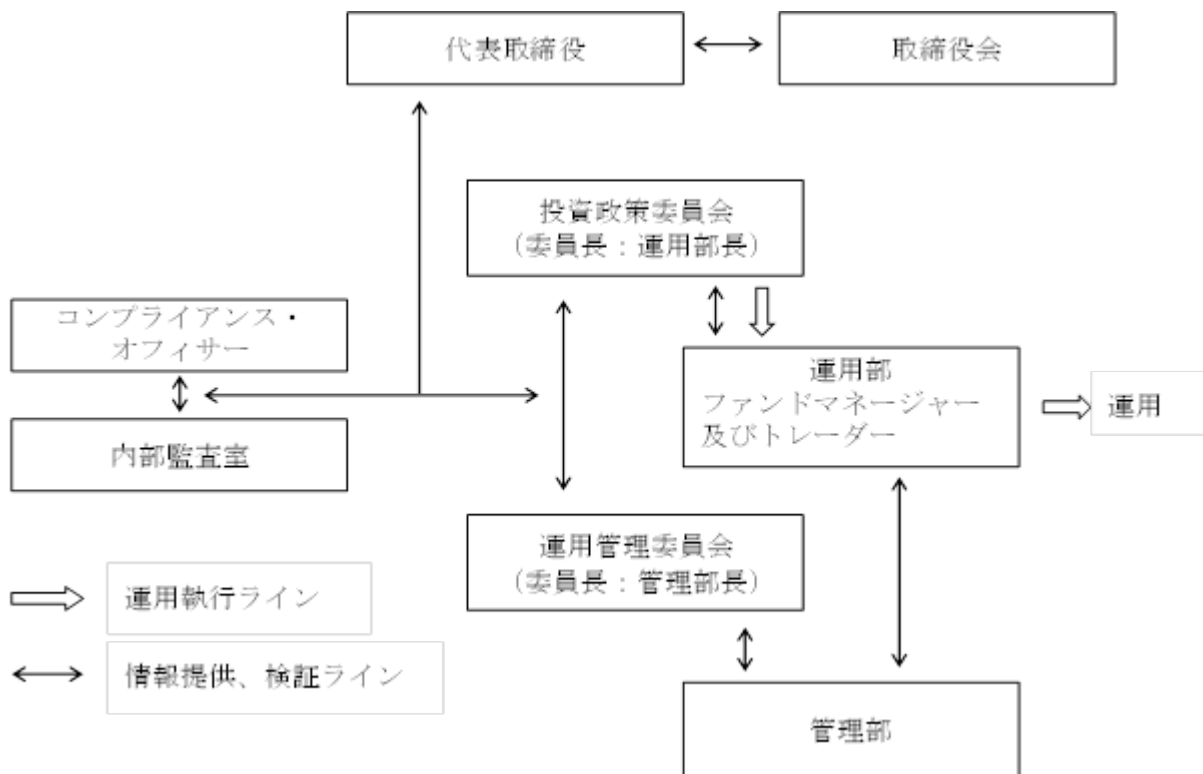 代表取締役
取締役会
投資政策委員会
（委員長：運用部長）
コンプライアンス・
オフィサー
内部監査室
運用部
ファンドマネージャー
及びトレーダー
運用
運用管理委員会
（委員長：管理部長）
運用執行ライン
情報提供、検証ライン
管理部